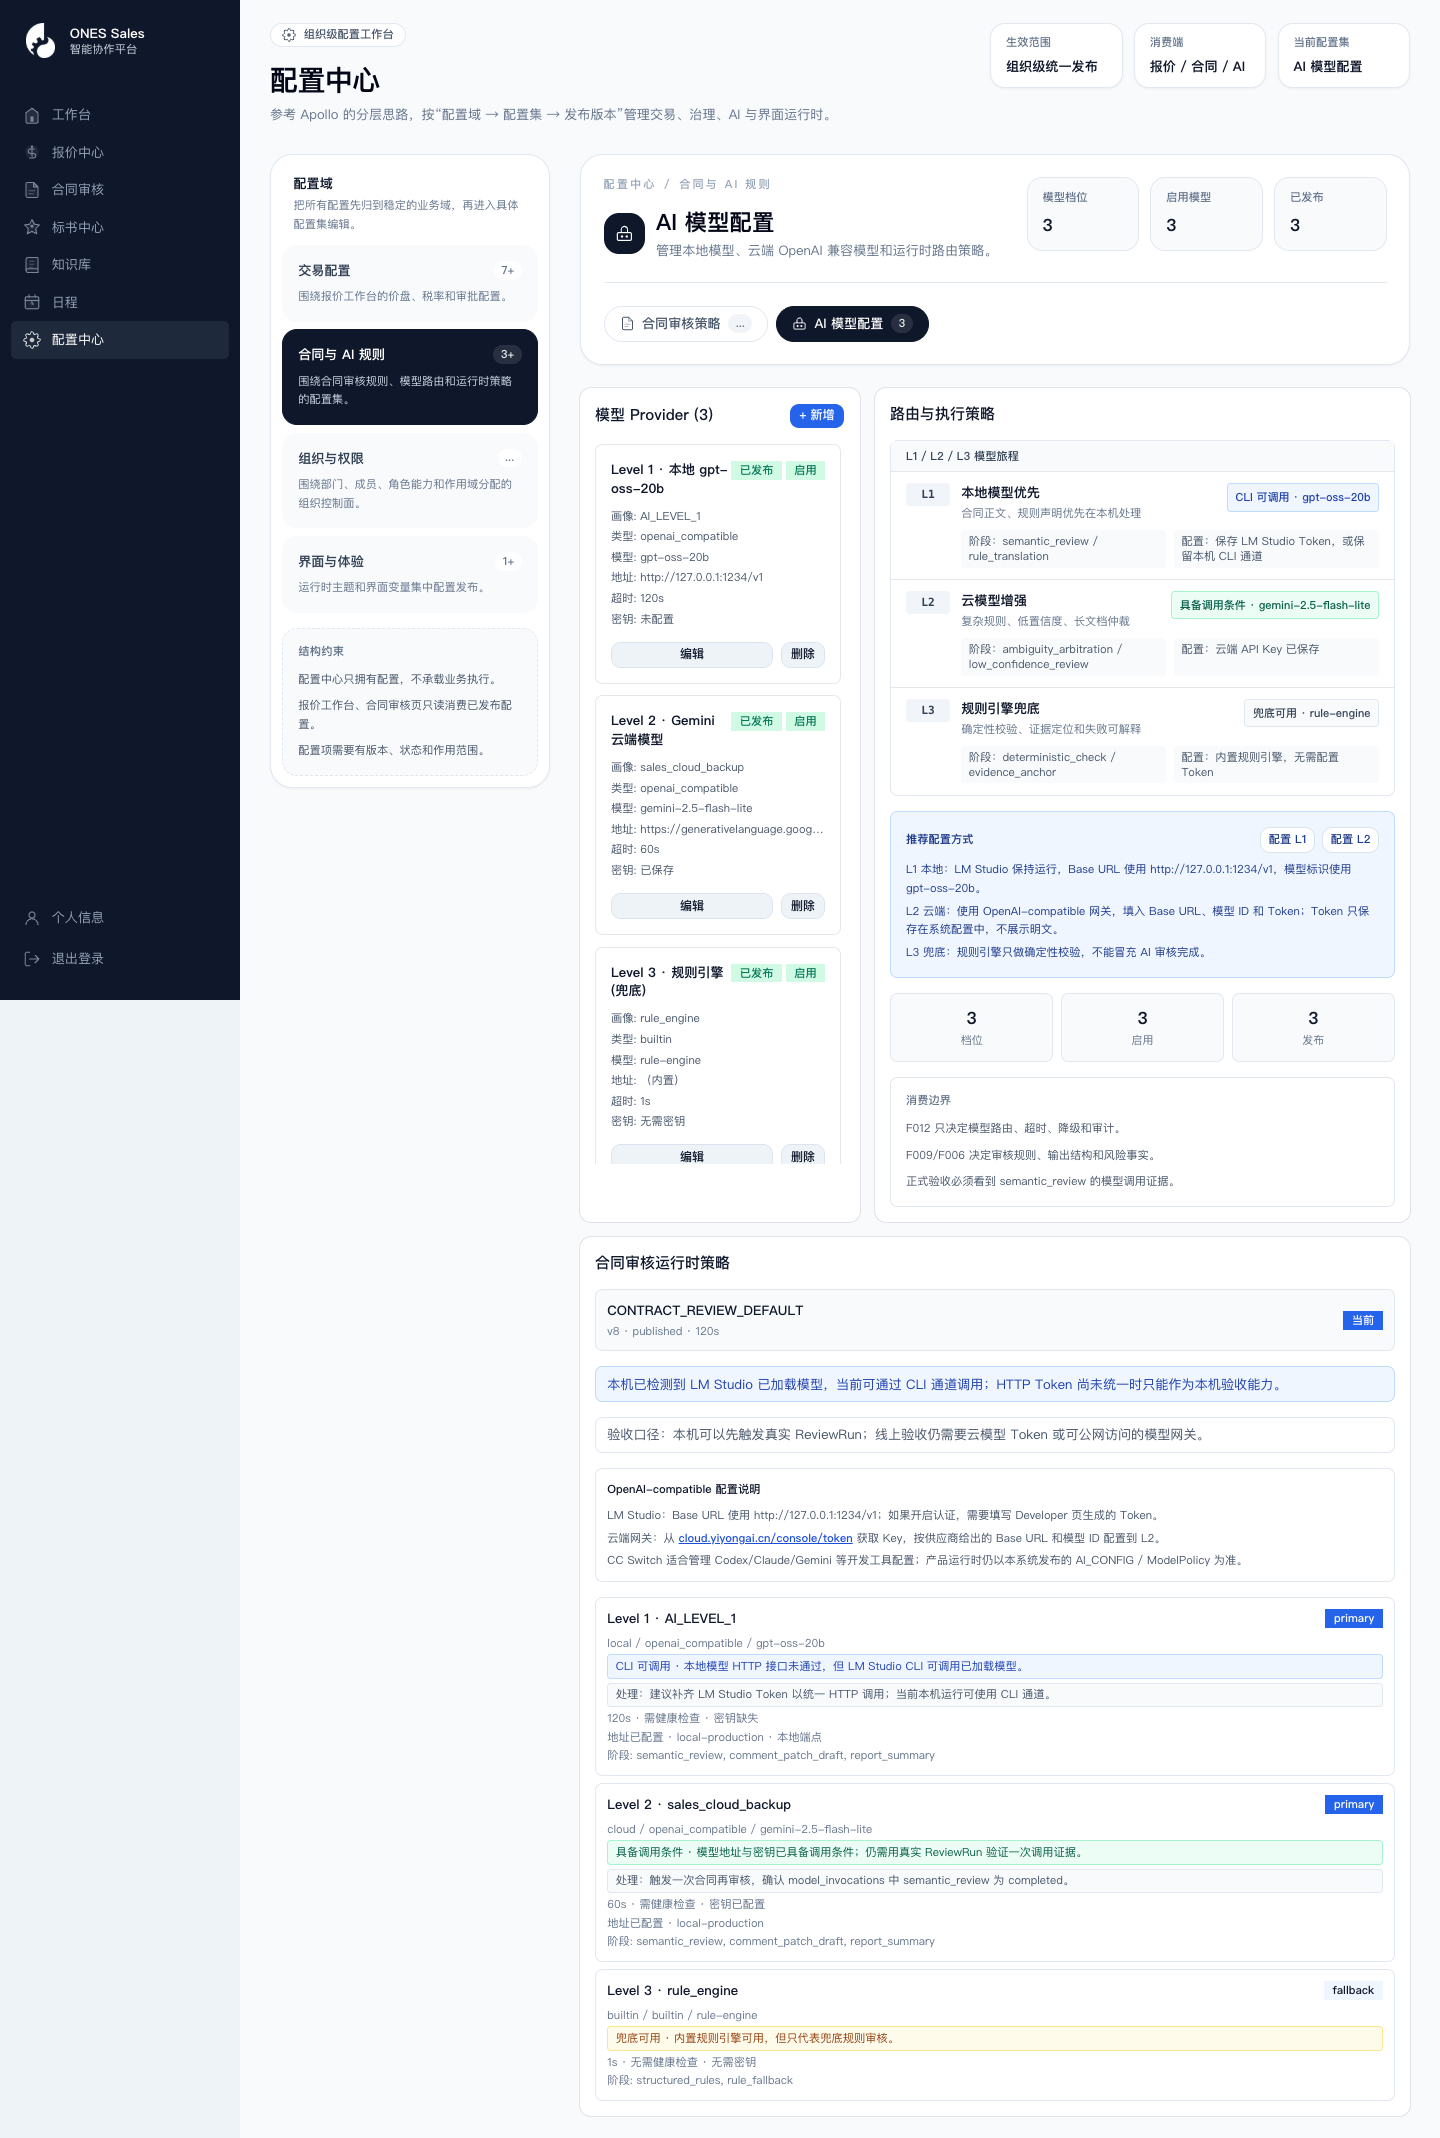 ONES Sales
智能协作平台
工作台
报价中心
合同审核
标书中心
知识库
日程
配置中心
个人信息
退出登录
组织级配置工作台
配置中心
参考 Apollo 的分层思路，按“配置域 → 配置集 → 发布版本”管理交易、治理、AI 与界面运行时。
生效范围
组织级统一发布
消费端
报价 / 合同 / AI
当前配置集
AI 模型配置
配置域
把所有配置先归到稳定的业务域，再进入具体
配置集编辑。
交易配置
7+
围绕报价工作台的价盘、税率和审批配置。
合同与 AI 规则
3+
围绕合同审核规则、模型路由和运行时策略
的配置集。
组织与权限
...
围绕部门、成员、角色能力和作用域分配的
组织控制面。
界面与体验
1+
运行时主题和界面变量集中配置发布。
结构约束
配置中心只拥有配置，不承载业务执行。
报价工作台、合同审核页只读消费已发布配
置。
配置项需要有版本、状态和作用范围。
配置中心 / 合同与 AI 规则
AI 模型配置
管理本地模型、云端 OpenAI 兼容模型和运行时路由策略。
模型档位
3
启用模型
3
已发布
3
合同审核策略 ...
AI 模型配置 3
模型 Provider (3)
+ 新增
Level 1 · 本地 gpt-
oss-20b
已发布 启用
画像: AI_LEVEL_1
类型: openai_compatible
模型: gpt-oss-20b
地址: http://127.0.0.1:1234/v1
超时: 120s
密钥: 未配置
编辑 删除
Level 2 · Gemini
云端模型
已发布 启用
画像: sales_cloud_backup
类型: openai_compatible
模型: gemini-2.5-flash-lite
地址: https://generativelanguage.goog...
超时: 60s
密钥: 已保存
编辑 删除
Level 3 · 规则引擎
(兜底)
已发布 启用
画像: rule_engine
类型: builtin
模型: rule-engine
地址: （内置）
超时: 1s
密钥: 无需密钥
编辑 删除
路由与执行策略
L1 / L2 / L3 模型旅程
L1
本地模型优先
合同正文、规则声明优先在本机处理
CLI 可调用 · gpt-oss-20b
阶段：semantic_review /
rule_translation
配置：保存 LM Studio Token，或保
留本机 CLI 通道
L2
云模型增强
复杂规则、低置信度、长文档仲裁
具备调用条件 · gemini-2.5-flash-lite
阶段：ambiguity_arbitration /
low_confidence_review
配置：云端 API Key 已保存
L3
规则引擎兜底
确定性校验、证据定位和失败可解释
兜底可用 · rule-engine
阶段：deterministic_check /
evidence_anchor
配置：内置规则引擎，无需配置
Token
推荐配置方式
配置 L1 配置 L2
L1 本地：LM Studio 保持运行，Base URL 使用 http://127.0.0.1:1234/v1，模型标识使用
gpt-oss-20b。
L2 云端：使用 OpenAI-compatible 网关，填入 Base URL、模型 ID 和 Token；Token 只保
存在系统配置中，不展示明文。
L3 兜底：规则引擎只做确定性校验，不能冒充 AI 审核完成。
3
档位
3
启用
3
发布
消费边界
F012 只决定模型路由、超时、降级和审计。
F009/F006 决定审核规则、输出结构和风险事实。
正式验收必须看到 semantic_review 的模型调用证据。
合同审核运行时策略
CONTRACT_REVIEW_DEFAULT
v8 · published · 120s
当前
本机已检测到 LM Studio 已加载模型，当前可通过 CLI 通道调用；HTTP Token 尚未统一时只能作为本机验收能力。
验收口径：本机可以先触发真实 ReviewRun；线上验收仍需要云模型 Token 或可公网访问的模型网关。
OpenAI-compatible 配置说明
LM Studio：Base URL 使用 http://127.0.0.1:1234/v1；如果开启认证，需要填写 Developer 页生成的 Token。
云端网关：从 cloud.yiyongai.cn/console/token 获取 Key，按供应商给出的 Base URL 和模型 ID 配置到 L2。
CC Switch 适合管理 Codex/Claude/Gemini 等开发工具配置；产品运行时仍以本系统发布的 AI_CONFIG / ModelPolicy 为准。
Level 1 · AI_LEVEL_1
primary
local / openai_compatible / gpt-oss-20b
CLI 可调用 · 本地模型 HTTP 接口未通过，但 LM Studio CLI 可调用已加载模型。
处理：建议补齐 LM Studio Token 以统一 HTTP 调用；当前本机运行可使用 CLI 通道。
120s · 需健康检查 · 密钥缺失
地址已配置 · local-production · 本地端点
阶段: semantic_review, comment_patch_draft, report_summary
Level 2 · sales_cloud_backup
primary
cloud / openai_compatible / gemini-2.5-flash-lite
具备调用条件 · 模型地址与密钥已具备调用条件；仍需用真实 ReviewRun 验证一次调用证据。
处理：触发一次合同再审核，确认 model_invocations 中 semantic_review 为 completed。
60s · 需健康检查 · 密钥已配置
地址已配置 · local-production
阶段: semantic_review, comment_patch_draft, report_summary
Level 3 · rule_engine
fallback
builtin / builtin / rule-engine
兜底可用 · 内置规则引擎可用，但只代表兜底规则审核。
1s · 无需健康检查 · 无需密钥
阶段: structured_rules, rule_fallback